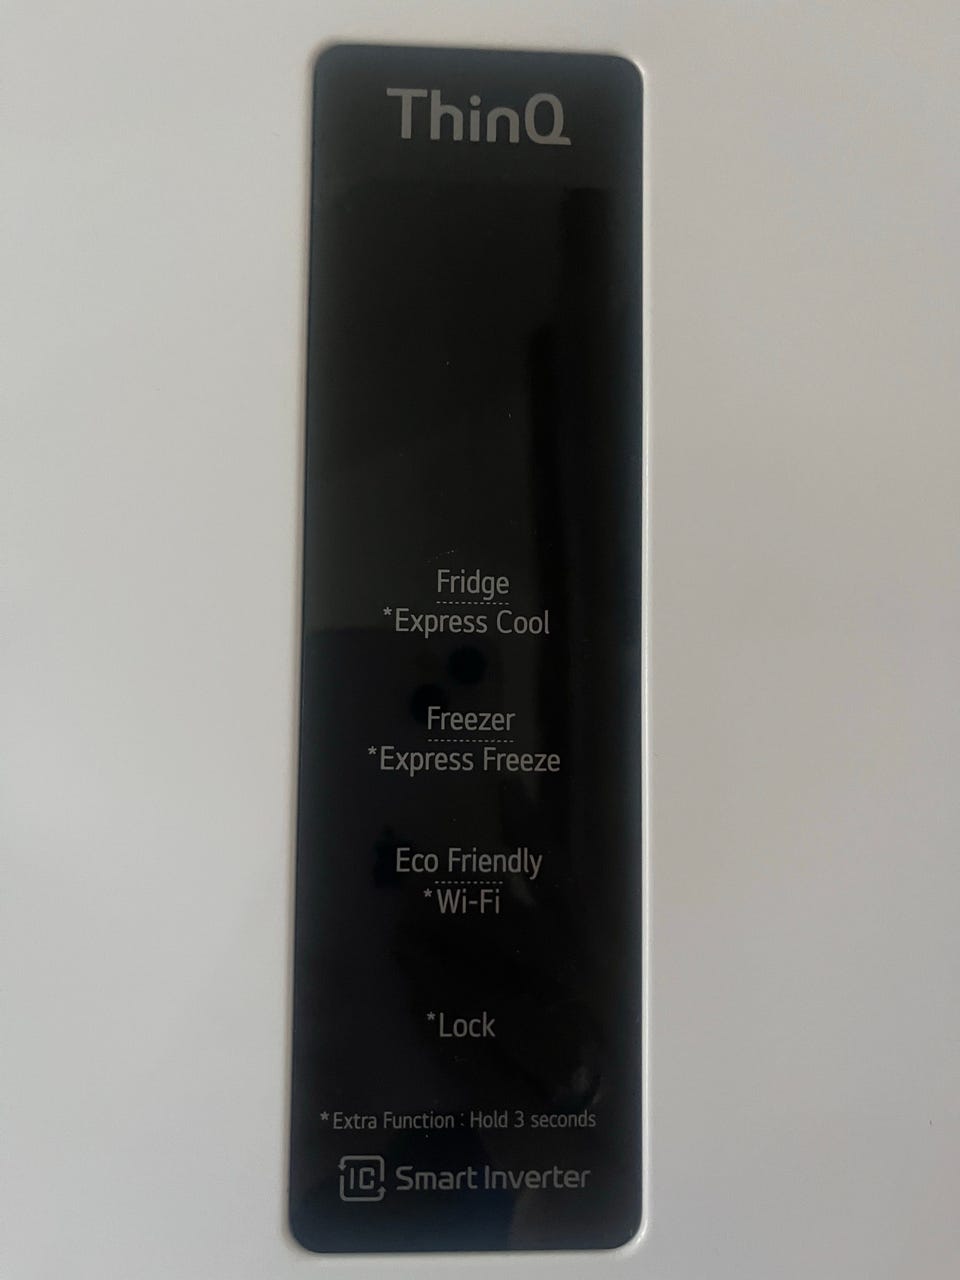 ThinQ
Fridge
*Express Cool
Freezer
*Express Freeze
Eco Friendly
*Wi-Fi
*Lock
*Extra Function : Hold 3 seconds
IC Smart Inverter